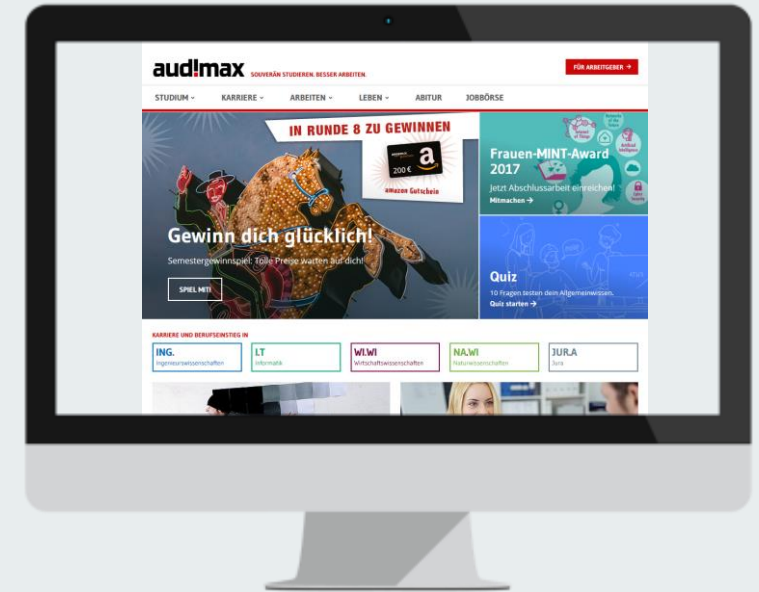 aud!max SOUVERÄN STUDIEREN. BESSER ARBEITEN.
FÜR ARBEITGEBER →
STUDIUM KARRIERE ARBEITEN LEBEN ABITUR JOBBÖRSE
IN RUNDE 8 ZU GEWINNEN
a
200 €
amazon Gutschein
Gewinn dich glücklich!
Semestergewinnspiel: Tolle Preise warten auf dich!
SPIEL MIT!
Frauen-MINT-Award
2017
Jetzt Abschlussarbeit einreichen!
Mitmachen →
Quiz
10 Fragen testen dein Allgemeinwissen.
Quiz starten →
KARRIERE UND BERUFSEINSTIEG IN
ING. I.T WI.WI NA.WI JUR.A
Ingenieurswissenschaften Informatik Wirtschaftswissenschaften Naturwissenschaften Jura